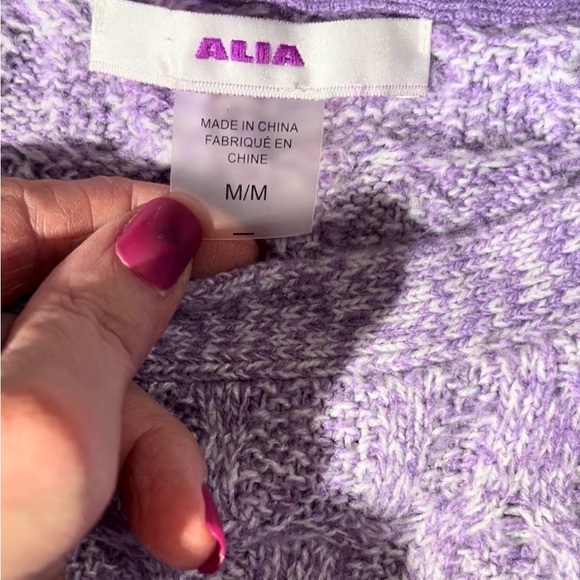 ALIA
MADE IN CHINA
FABRIQUÉ EN
CHINE
M/M